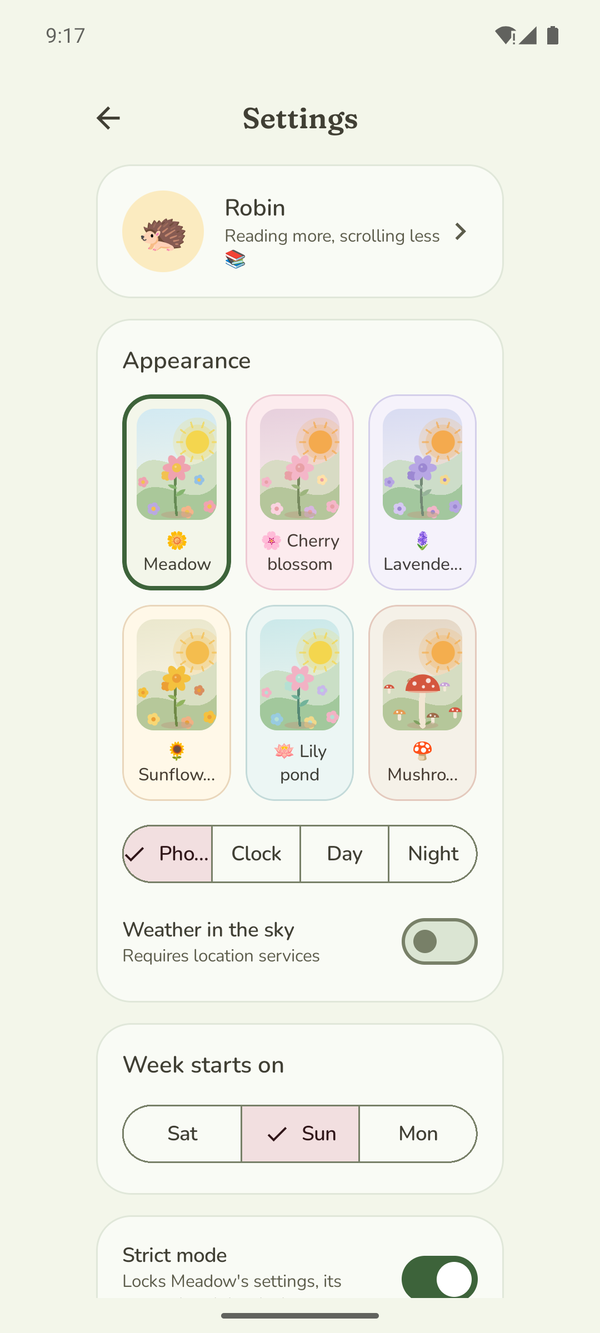 9:17
Settings
Robin
Reading more, scrolling less
📚
Appearance
🌼
Meadow
🌸 Cherry
blossom
🪻
Lavende...
🌻
Sunflow...
🪷 Lily
pond
🍄
Mushro...
Pho...
Clock
Day
Night
Weather in the sky
Requires location services
Week starts on
Sat
Sun
Mon
Strict mode
Locks Meadow's settings, its